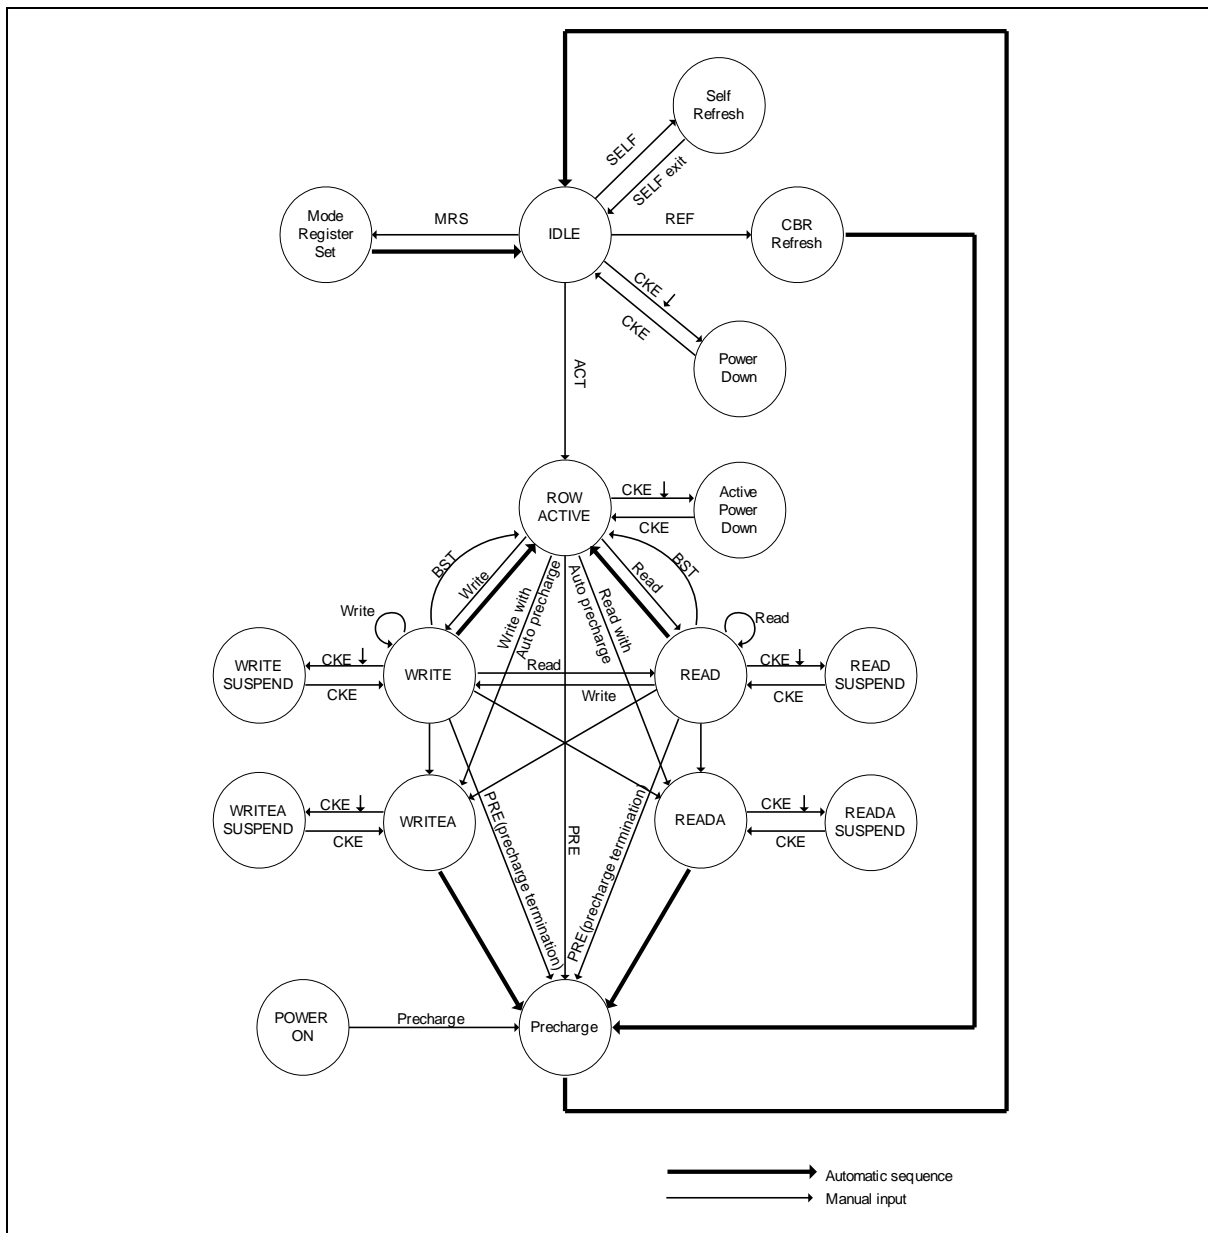 Self
Refresh
SELF
SELF exit
Mode
Register
Set
MRS
IDLE
REF
CBR
Refresh
CKE
CKE
Power
Down
ACT
ROW
ACTIVE
CKE
CKE
Active
Power
Down
BST
Write
Write with
Auto precharge
Auto precharge
Read with
Read
BST
Write
Read
WRITE
SUSPEND
CKE
CKE
WRITE
Read
Write
READ
CKE
CKE
READ
SUSPEND
WRITEA
SUSPEND
CKE
CKE
WRITEA
PRE(precharge termination)
PRE
PRE(precharge termination)
READA
CKE
CKE
READA
SUSPEND
POWER
ON
Precharge
Precharge
Automatic sequence
Manual input